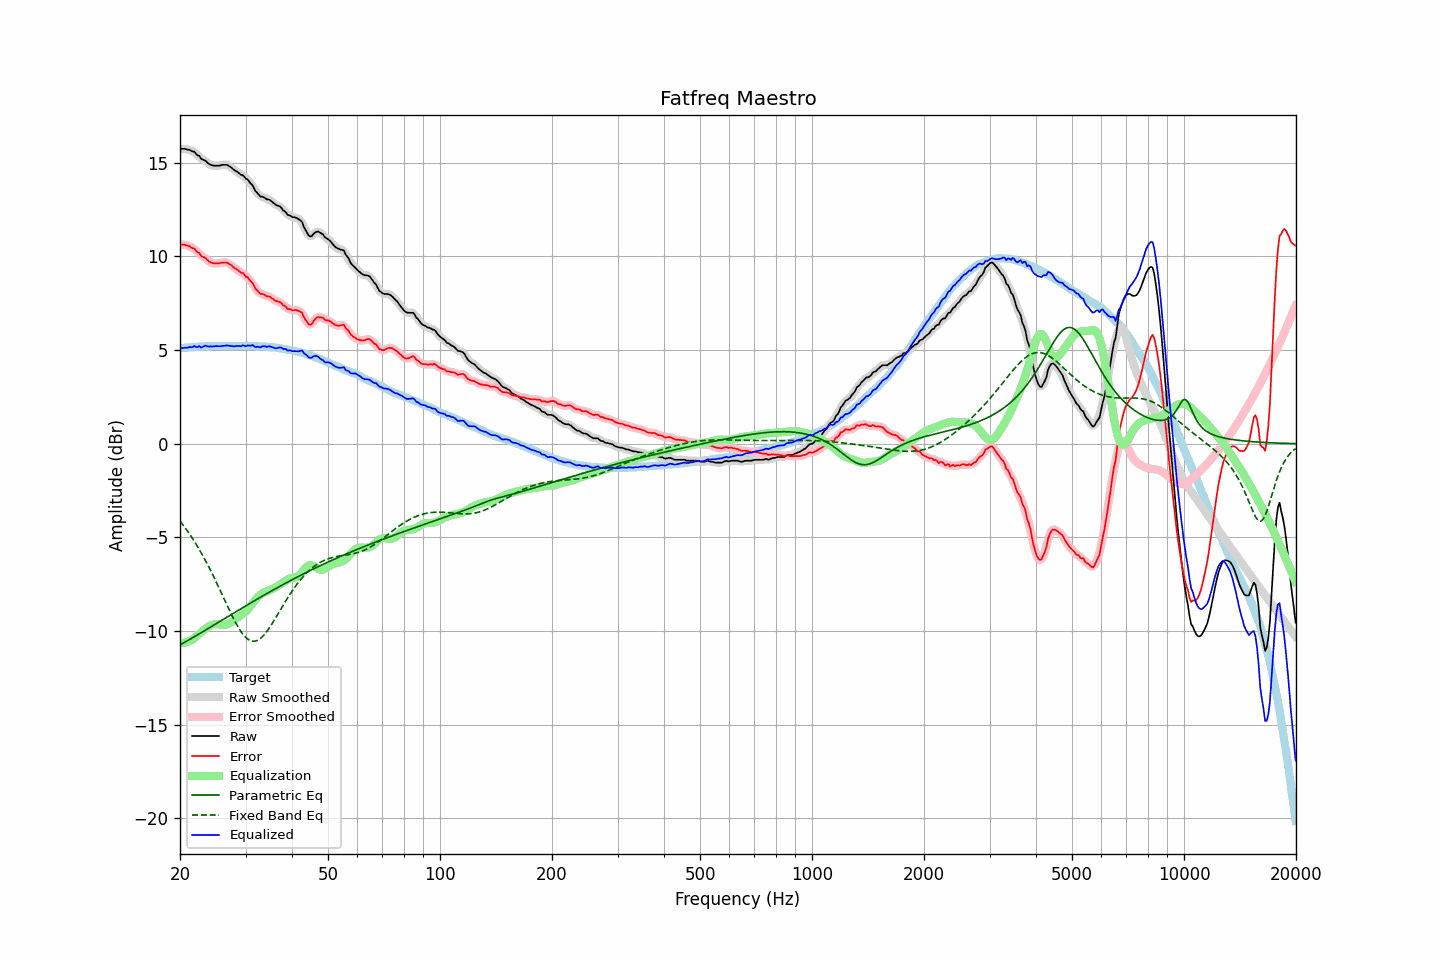 Fatfreq Maestro
15
10
5
0
−5
−10
−15
−20
Amplitude (dBr)
Target
Raw Smoothed
Error Smoothed
Raw
Error
Equalization
Parametric Eq
Fixed Band Eq
Equalized
20 50 100 200 500 1000 2000 5000 10000 20000
Frequency (Hz)